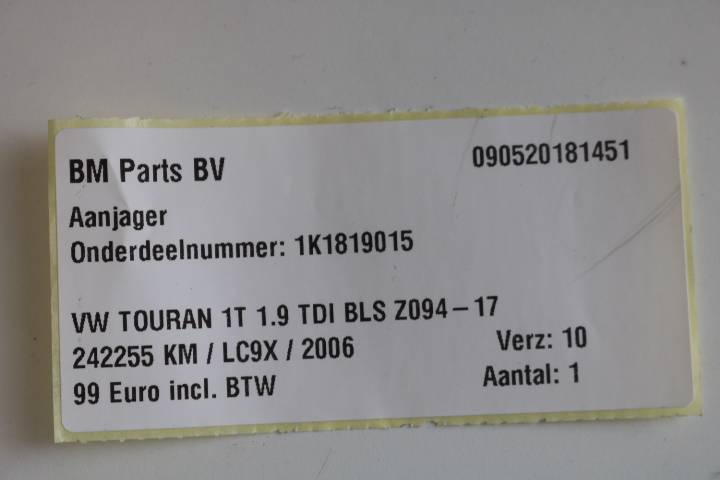 BM Parts BV 090520181451
Aanjager
Onderdeelnummer: 1K1819015
VW TOURAN 1T 1.9 TDI BLS Z094-17
242255 KM / LC9X / 2006 Verz: 10
99 Euro incl. BTW Aantal: 1